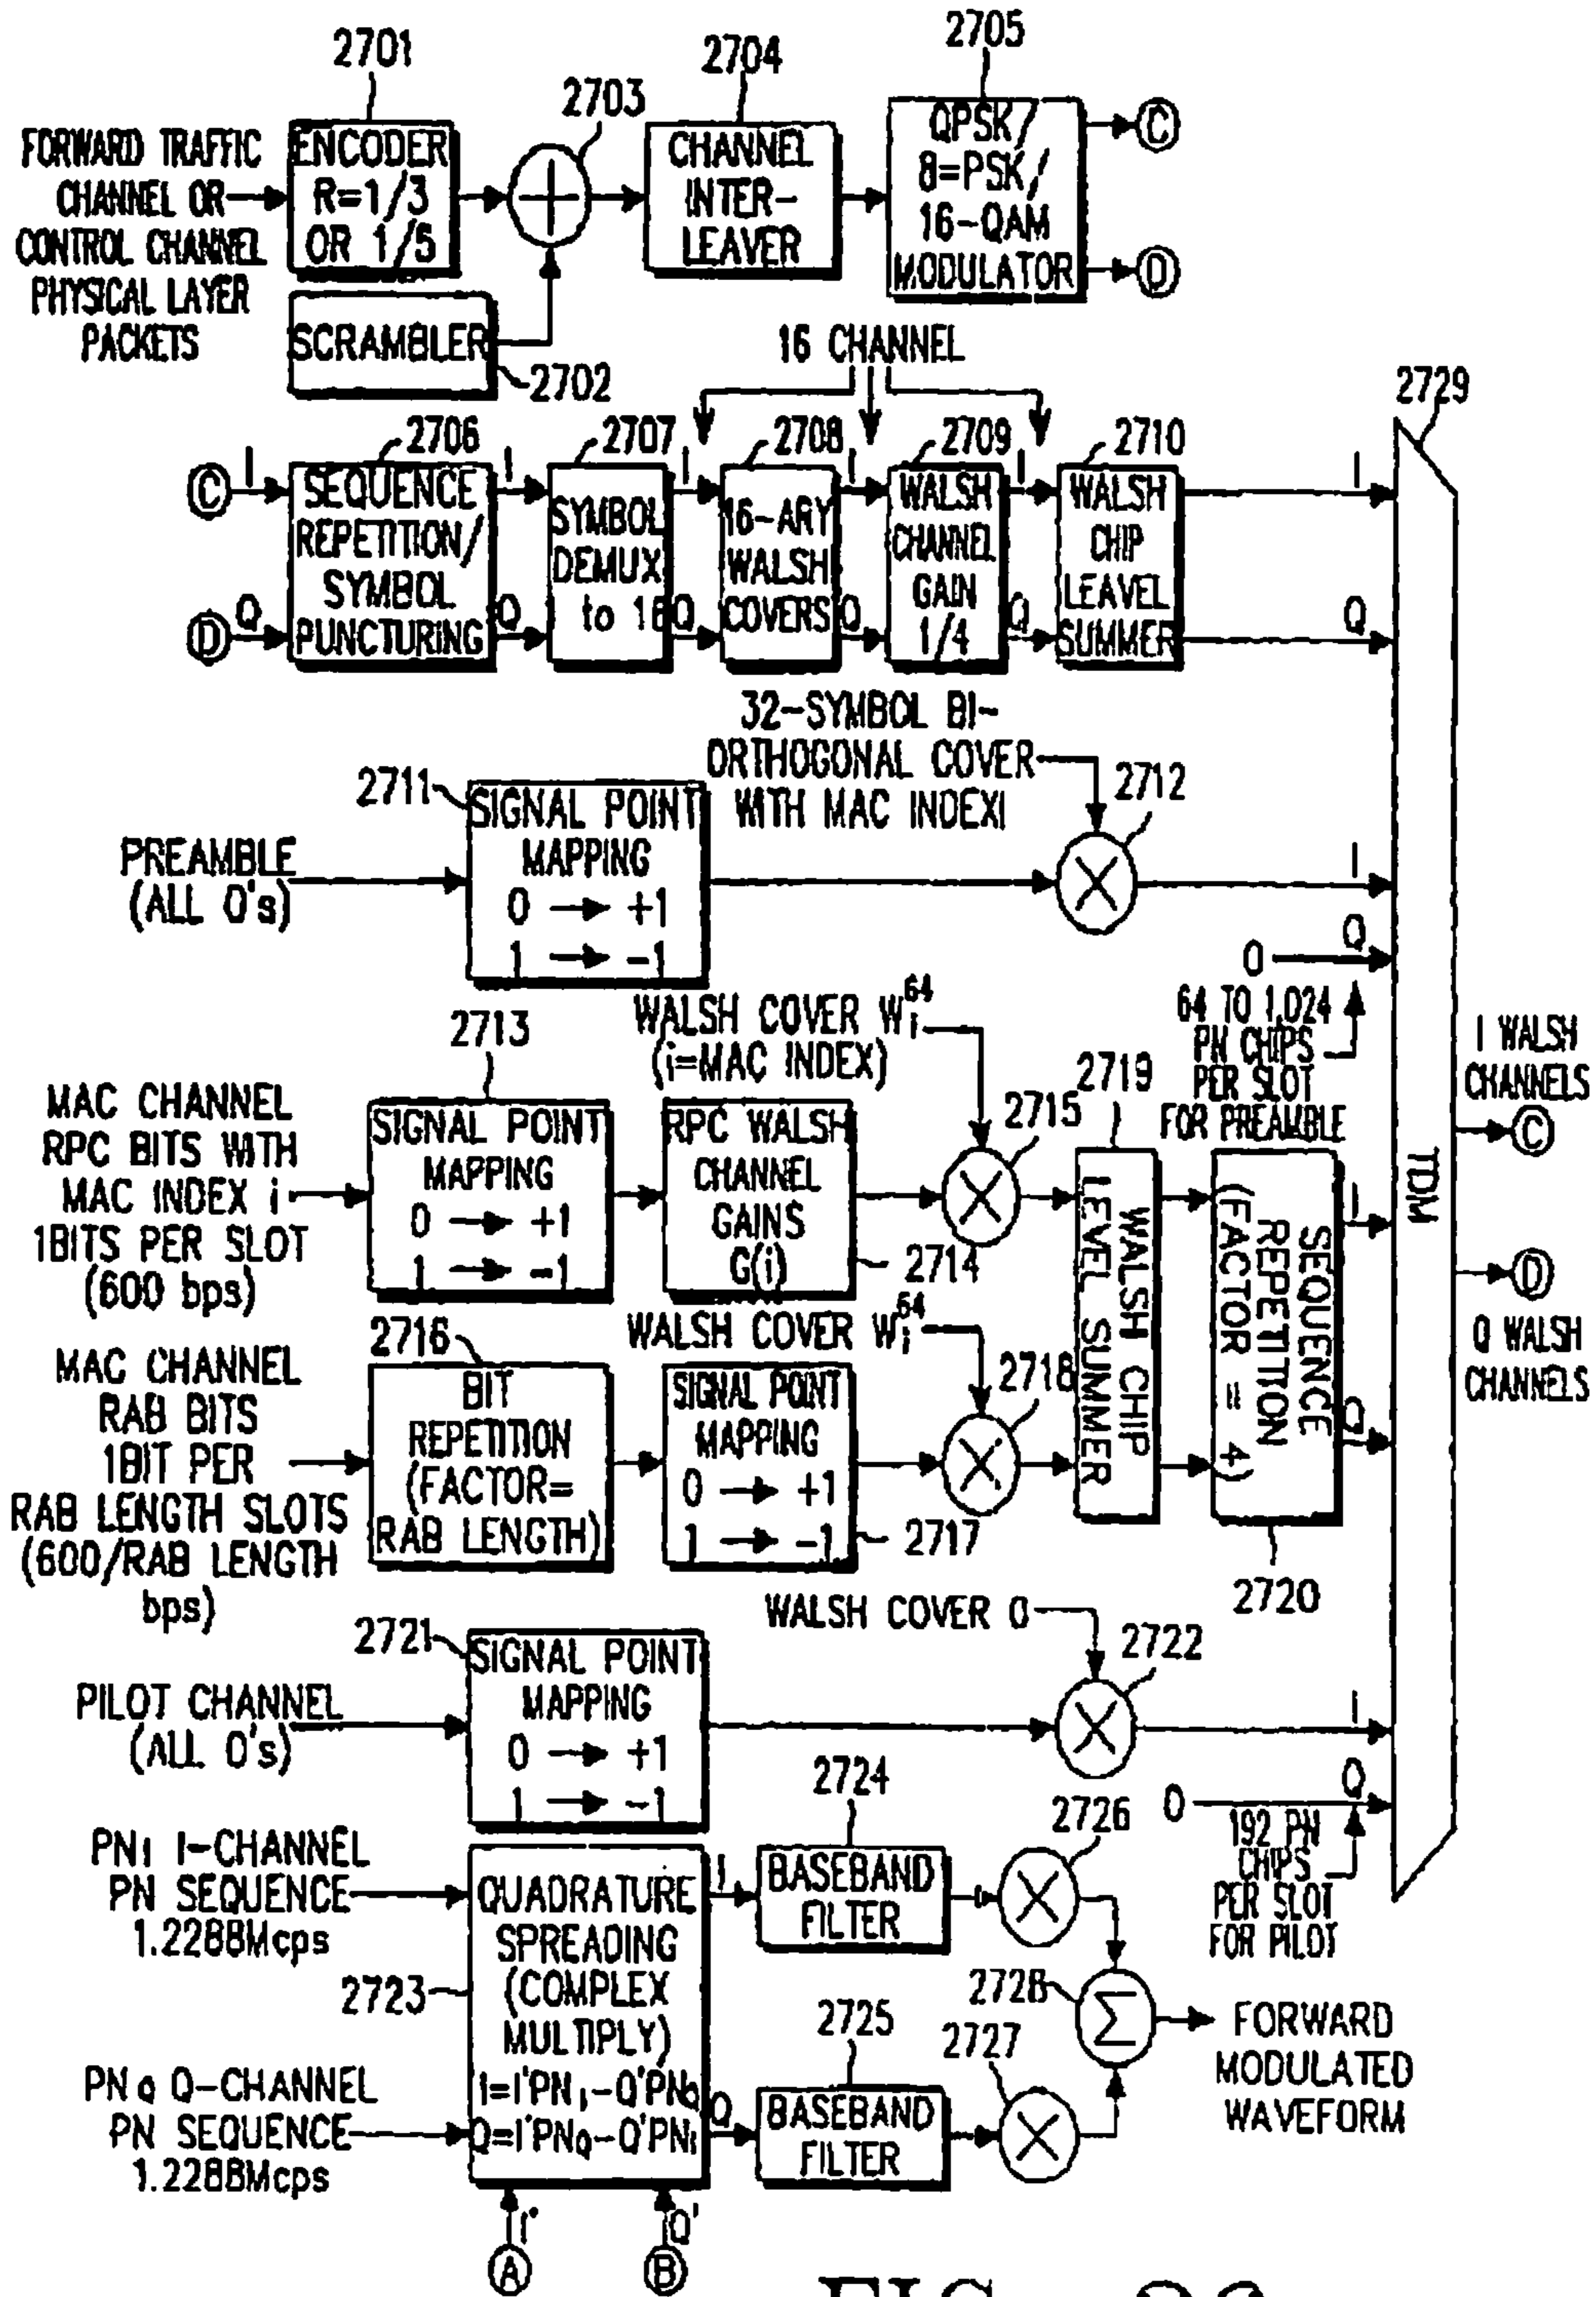 2701
2703
2704
2705
FORWARD TRAFFIC
CHANNEL OR
CONTROL CHANNEL
PHYSICAL LAYER
PACKETS
ENCODER
R=1/3
OR 1/5
CHANNEL
INTER-
LEAVER
QPSK/
8=PSK/
16-QAM
MODULATOR
C
D
SCRAMBLER
2702
16 CHANNEL
2729
2706
2707
2708
2709
2710
C
I
D
Q
SEQUENCE
REPETITION/
SYMBOL
PUNCTURING
I
Q
SYMBOL
DEMUX
1 to 16
I
Q
16-ARY
WALSH
COVERS
I
Q
WALSH
CHANNEL
GAIN
1/4
I
Q
WALSH
CHIP
LEAVEL
SUMMER
I
Q
32-SYMBOL BI-
ORTHOGONAL COVER
WITH MAC INDEXI
2711
2712
PREAMBLE
(ALL 0's)
SIGNAL POINT
MAPPING
0 → +1
1 → -1
I
0
Q
64 TO 1,024
PN CHIPS
PER SLOT
FOR PREAMBLE
2713
WALSH COVER Wi64
(i=MAC INDEX)
2715
2719
MAC CHANNEL
RPC BITS WITH
MAC INDEX i
1BITS PER SLOT
(600 bps)
SIGNAL POINT
MAPPING
0 → +1
1 → -1
RPC WALSH
CHANNEL
GAINS
G(i)
2714
WALSH CHIP
LEVEL SUMMER
SEQUENCE
REPETITION
(FACTOR = 4)
I
Q
TDM
I WALSH
CHANNELS
C
D
Q WALSH
CHANNELS
2716
WALSH COVER Wi64
2718
MAC CHANNEL
RAB BITS
1BIT PER
RAB LENGTH SLOTS
(600/RAB LENGTH
bps)
BIT
REPETITION
(FACTOR=
RAB LENGTH)
SIGNAL POINT
MAPPING
0 → +1
1 → -1
2717
2720
WALSH COVER 0
2721
2722
PILOT CHANNEL
(ALL 0's)
SIGNAL POINT
MAPPING
0 → +1
1 → -1
I
0
Q
192 PN
CHIPS
PER SLOT
FOR PILOT
2724
2726
PNI I-CHANNEL
PN SEQUENCE
1.2288Mcps
QUADRATURE
SPREADING
(COMPLEX
MULTIPLY)
I=I'PNI-Q'PNQ
Q=I'PNQ-Q'PNI
I
BASEBAND
FILTER
2723
2725
2727
2728
Σ
FORWARD
MODULATED
WAVEFORM
PNQ Q-CHANNEL
PN SEQUENCE
1.2288Mcps
Q
BASEBAND
FILTER
I'
Q'
A
B